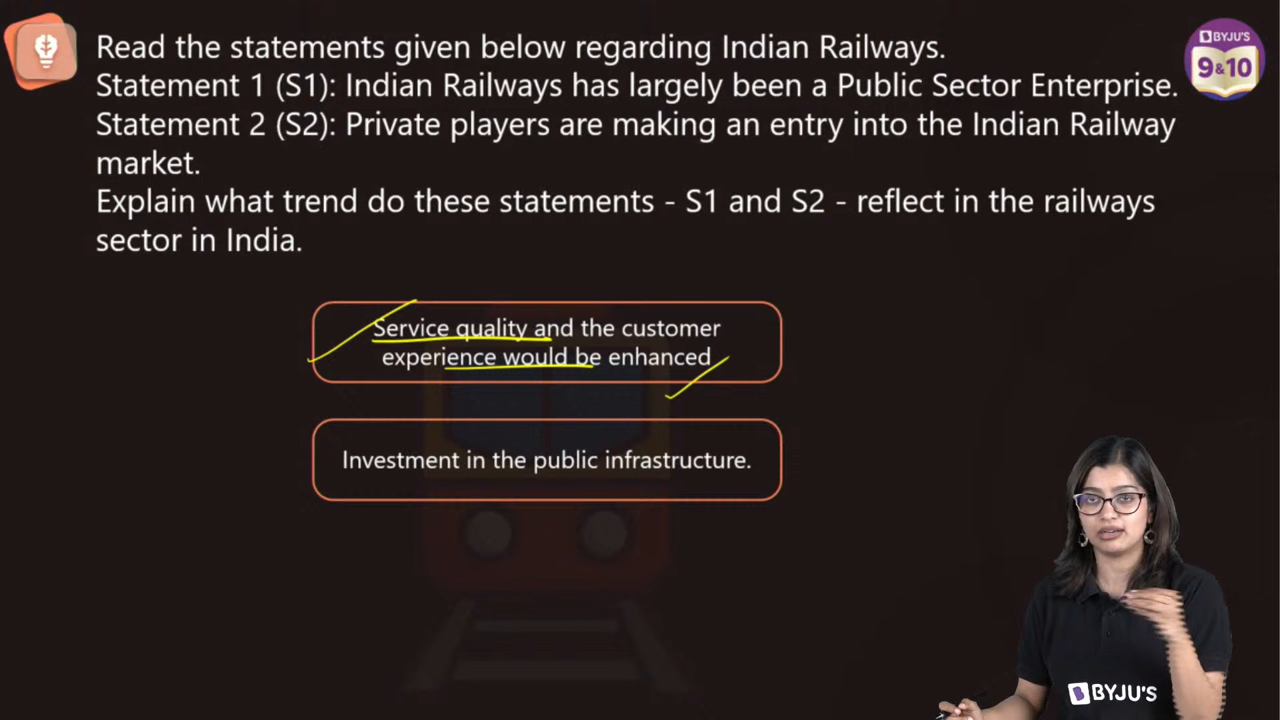 Read the statements given below regarding Indian Railways.
BYJU'S
9&10
Statement 1 (S1): Indian Railways has largely been a Public Sector Enterprise.
Statement 2 (S2): Private players are making an entry into the Indian Railway
market.
Explain what trend do these statements - S1 and S2 - reflect in the railways
sector in India.
Service quality and the customer
experience would be enhanced
Investment in the public infrastructure.
BYJU'S